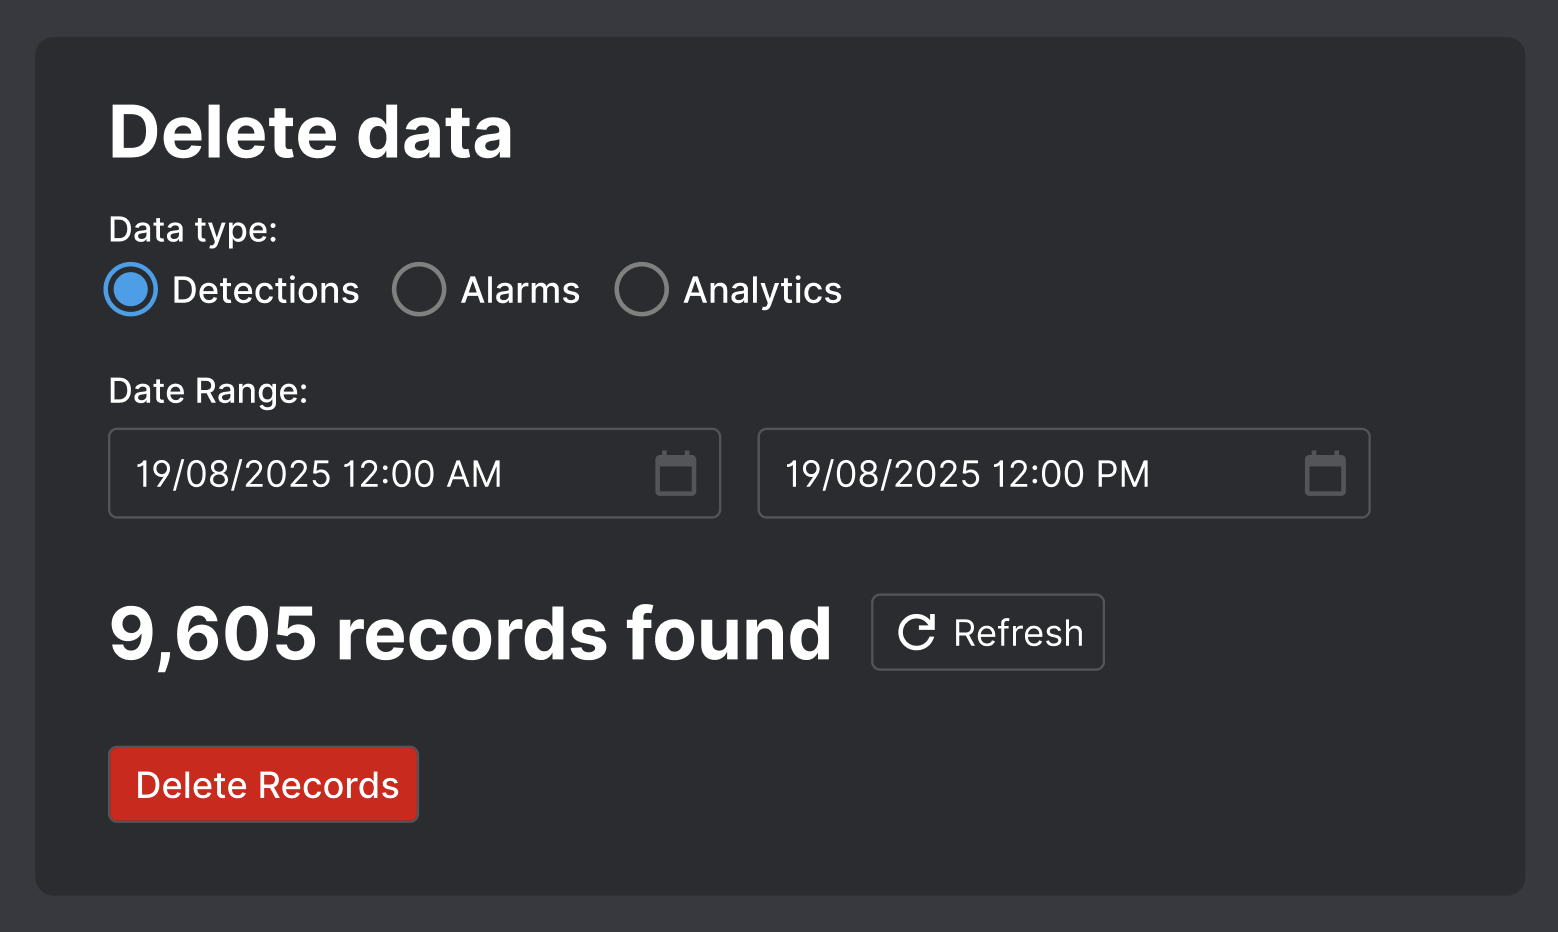 Delete data
Data type:
Detections Alarms Analytics
Date Range:
19/08/2025 12:00 AM 19/08/2025 12:00 PM
9,605 records found Refresh
Delete Records